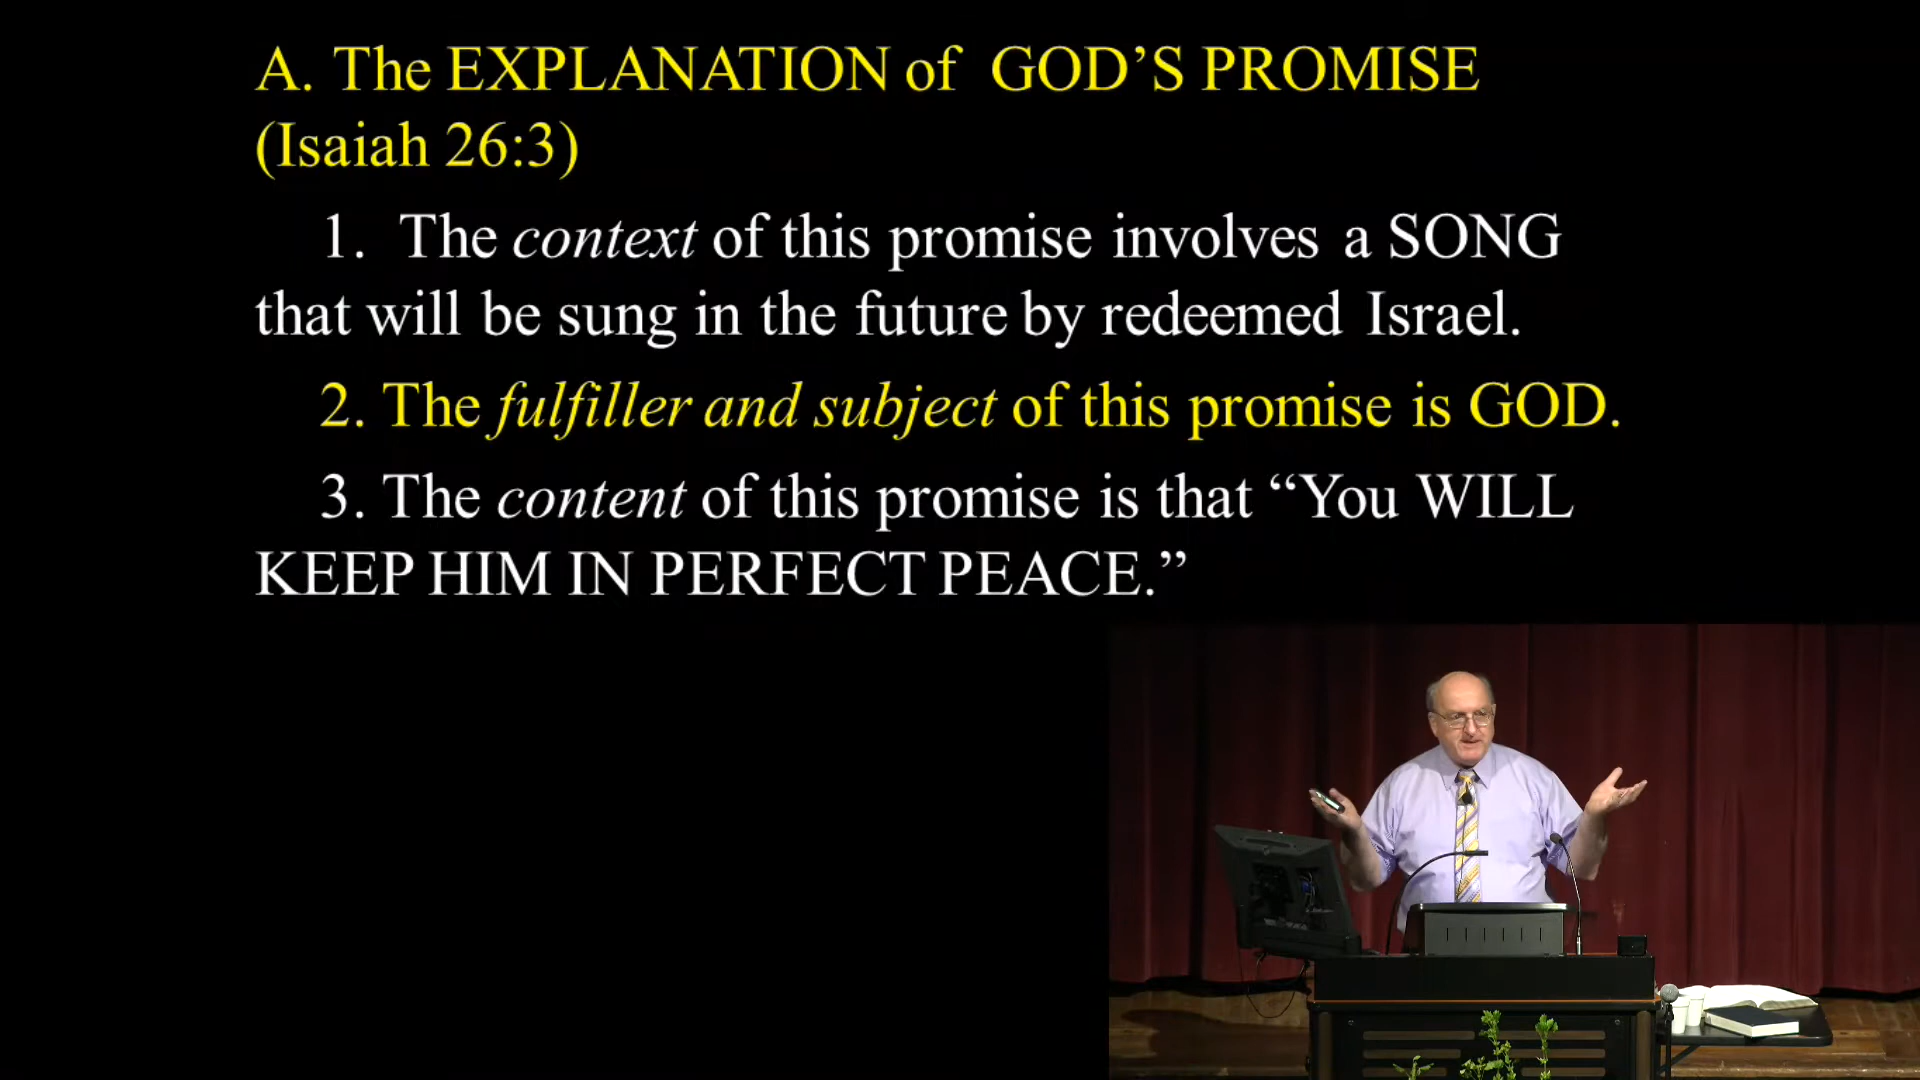 A. The EXPLANATION of GOD’S PROMISE
(Isaiah 26:3)
1. The context of this promise involves a SONG
that will be sung in the future by redeemed Israel.
2. The fulfiller and subject of this promise is GOD.
3. The content of this promise is that “You WILL
KEEP HIM IN PERFECT PEACE.”